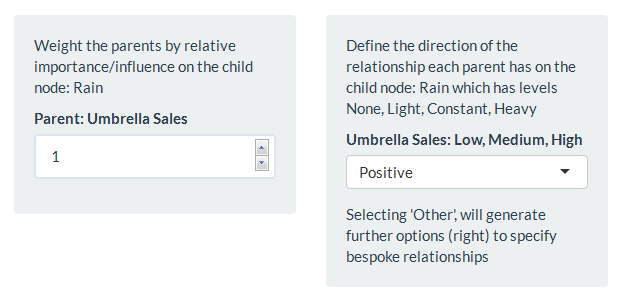 Weight the parents by relative
importance/influence on the child
node: Rain
Parent: Umbrella Sales
1
Define the direction of the
relationship each parent has on the
child node: Rain which has levels
None, Light, Constant, Heavy
Umbrella Sales: Low, Medium, High
Positive
Selecting 'Other', will generate
further options (right) to specify
bespoke relationships